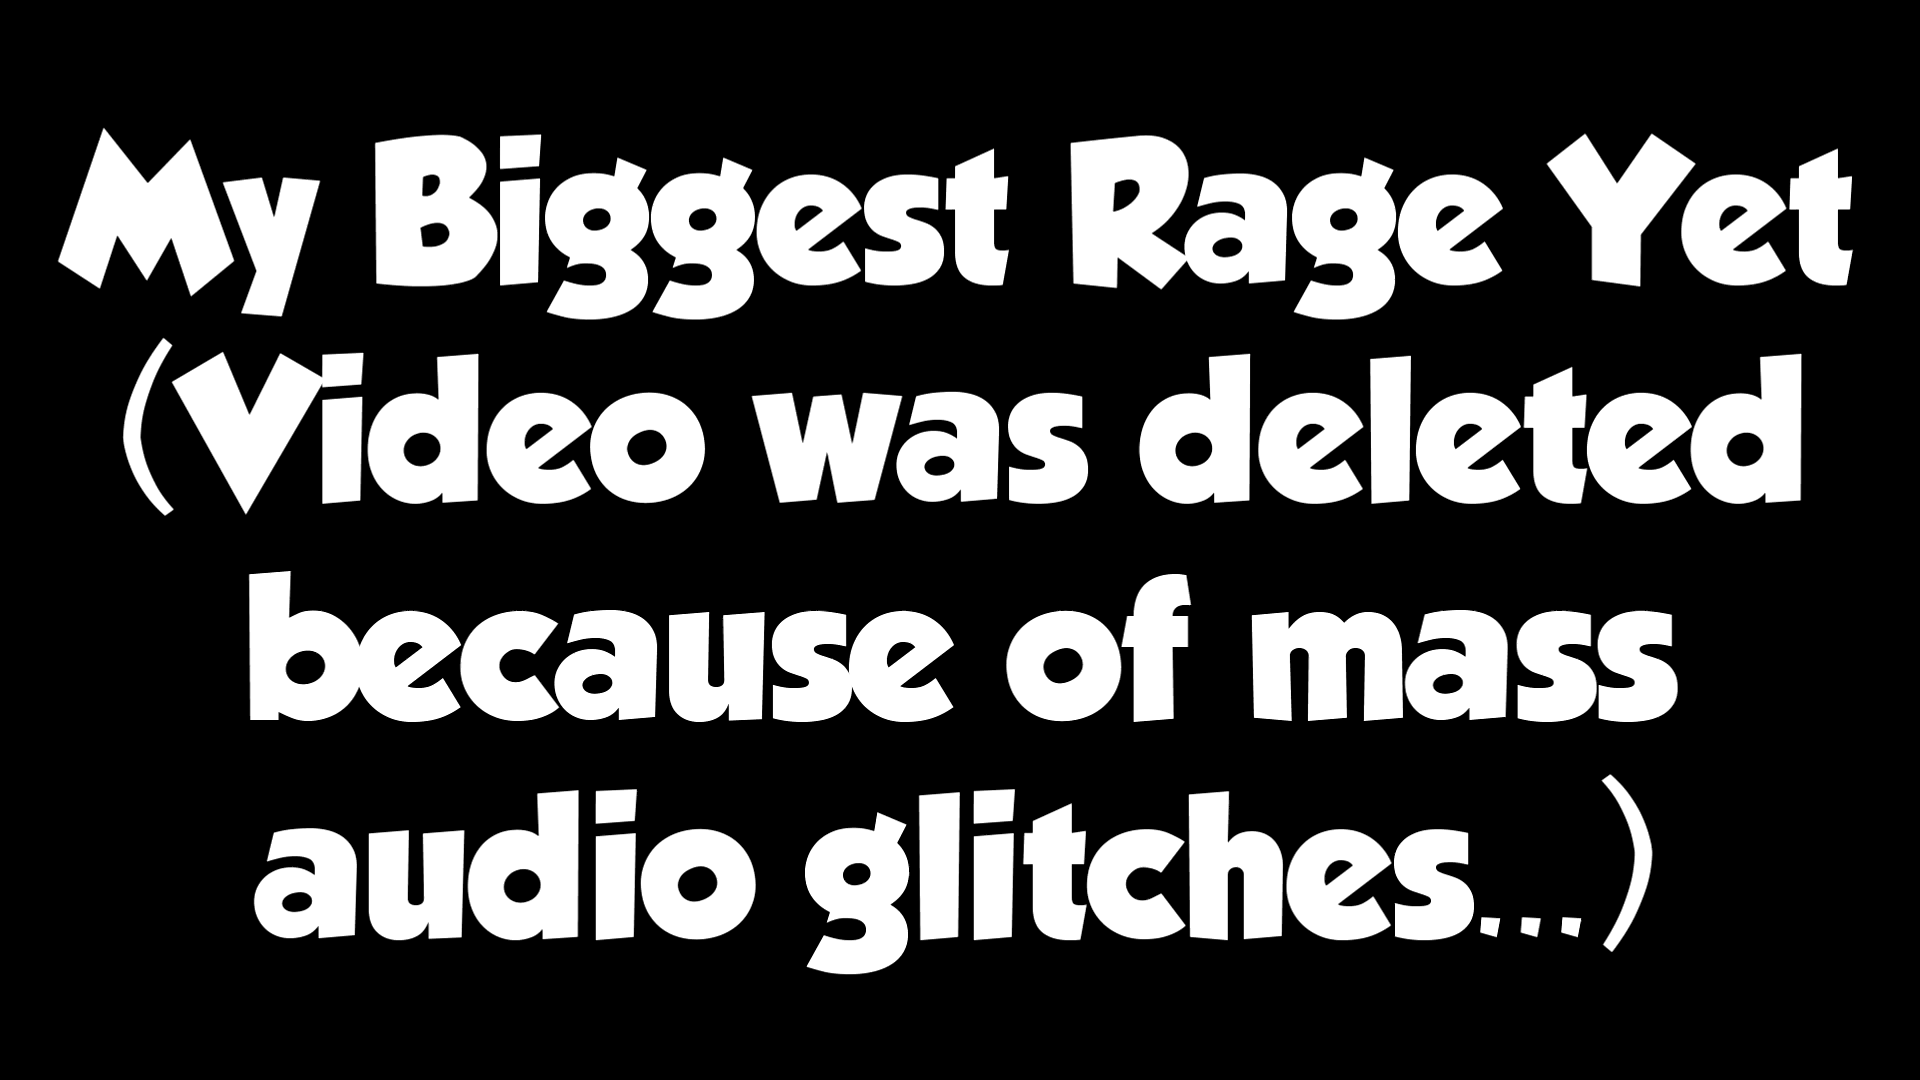 My Biggest Rage Yet
(Video was deleted
because of mass
audio glitches...)